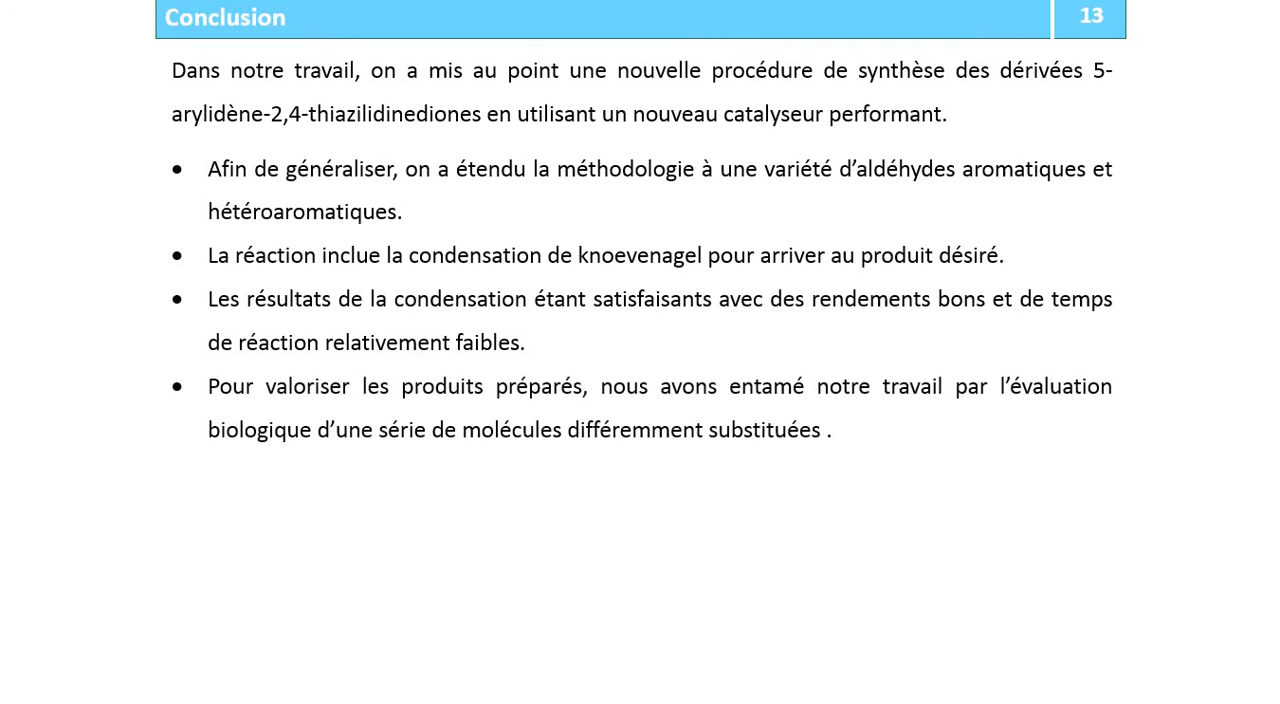 Conclusion 13
Dans notre travail, on a mis au point une nouvelle procédure de synthèse des dérivées 5-
arylidène-2,4-thiazilidinediones en utilisant un nouveau catalyseur performant.
• Afin de généraliser, on a étendu la méthodologie à une variété d’aldéhydes aromatiques et
hétéroaromatiques.
• La réaction inclue la condensation de knoevenagel pour arriver au produit désiré.
• Les résultats de la condensation étant satisfaisants avec des rendements bons et de temps
de réaction relativement faibles.
• Pour valoriser les produits préparés, nous avons entamé notre travail par l’évaluation
biologique d’une série de molécules différemment substituées .